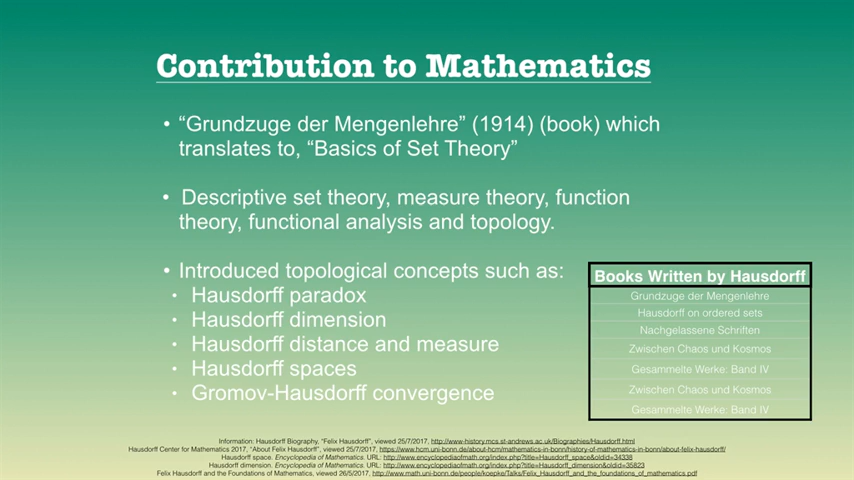 Contribution to Mathematics
• “Grundzuge der Mengenlehre” (1914) (book) which
translates to, “Basics of Set Theory”
• Descriptive set theory, measure theory, function
theory, functional analysis and topology.
• Introduced topological concepts such as:
• Hausdorff paradox
• Hausdorff dimension
• Hausdorff distance and measure
• Hausdorff spaces
• Gromov-Hausdorff convergence
Books Written by Hausdorff
Grundzuge der Mengenlehre
Hausdorff on ordered sets
Nachgelassene Schriften
Zwischen Chaos und Kosmos
Gesammelte Werke: Band IV
Zwischen Chaos und Kosmos
Gesammelte Werke: Band IV
Information: Hausdorff Biography, “Felix Hausdorff”, viewed 25/7/2017, http://www-history.mcs.st-andrews.ac.uk/Biographies/Hausdorff.html
Hausdorff Center for Mathematics 2017, “About Felix Hausdorff”, viewed 25/7/2017, https://www.hcm.uni-bonn.de/about-hcm/mathematics-in-bonn/history-of-mathematics-in-bonn/about-felix-hausdorff/
Hausdorff space. Encyclopedia of Mathematics. URL: http://www.encyclopediaofmath.org/index.php?title=Hausdorff_space&oldid=34338
Hausdorff dimension. Encyclopedia of Mathematics. URL: http://www.encyclopediaofmath.org/index.php?title=Hausdorff_dimension&oldid=35823
Felix Hausdorff and the Foundations of Mathematics, viewed 26/5/2017, http://www.math.uni-bonn.de/people/koepke/Talks/Felix_Hausdorff_and_the_foundations_of_mathematics.pdf